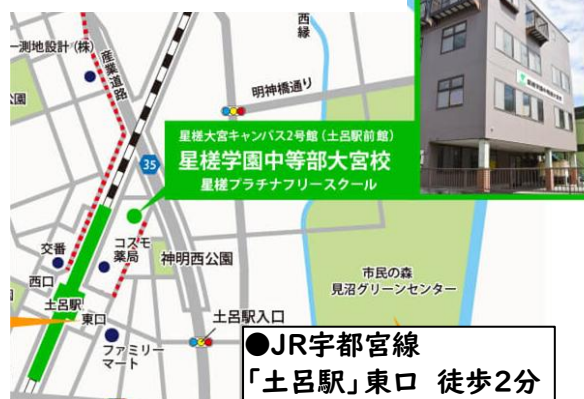 西縁
一測地設計(株)
産業道路
公園
明神橋通り
星槎大宮キャンパス2号館(土呂駅前館)
星槎学園中等部大宮校
星槎プラチナフリースクール
35
交番
コスモ
薬局
神明西公園
西口
市民の森
見沼グリーンセンター
土呂駅
東口
土呂駅入口
ファミリー
マート
●JR宇都宮線
「土呂駅」東口 徒歩2分